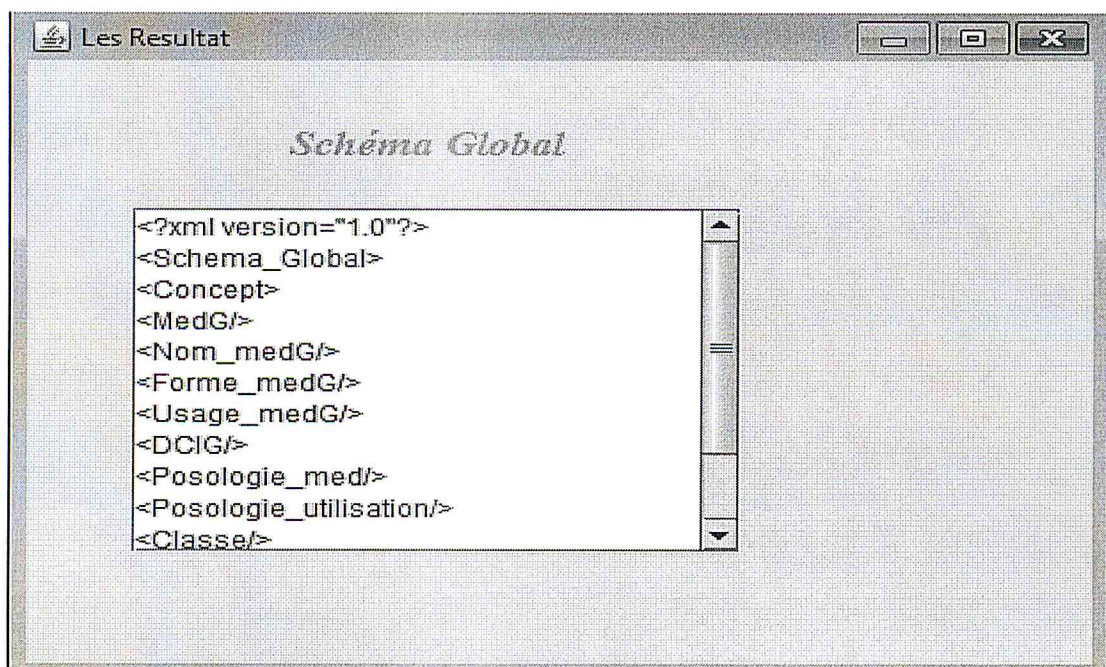 Les Resultat
Schéma Global
<?xml version="1.0"?>
<Schema_Global>
<Concept>
<MedG/>
<Nom_medG/>
<Forme_medG/>
<Usage_medG/>
<DCIG/>
<Posologie_med/>
<Posologie_utilisation/>
<Classe/>